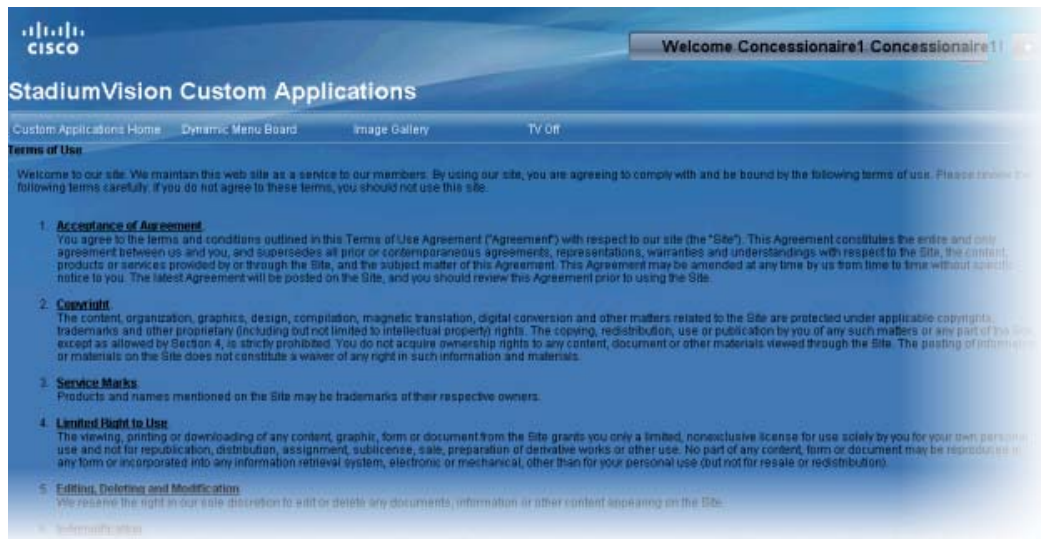 cisco
Welcome Concessionaire1 Concessionaire1!
StadiumVision Custom Applications
Custom Applications Home Dynamic Menu Board Image Gallery TV Off
Terms of Use
Welcome to our site. We maintain this web site as a service to our members. By using our site, you are agreeing to comply with and be bound by the following terms of use. Please review the
following terms carefully. If you do not agree to these terms, you should not use this site.
1. Acceptance of Agreement.
You agree to the terms and conditions outlined in this Terms of Use Agreement ("Agreement") with respect to our site (the "Site"). This Agreement constitutes the entire and only
agreement between us and you, and supersedes all prior or contemporaneous agreements, representations, warranties and understandings with respect to the Site, the content,
products or services provided by or through the Site, and the subject matter of this Agreement. This Agreement may be amended at any time by us from time to time without specific
notice to you. The latest Agreement will be posted on the Site, and you should review this Agreement prior to using the Site.
2. Copyright.
The content, organization, graphics, design, compilation, magnetic translation, digital conversion and other matters related to the Site are protected under applicable copyrights,
trademarks and other proprietary (including but not limited to intellectual property) rights. The copying, redistribution, use or publication by you of any such matters or any part of the Site,
except as allowed by Section 4, is strictly prohibited. You do not acquire ownership rights to any content, document or other materials viewed through the Site. The posting of information
or materials on the Site does not constitute a waiver of any right in such information and materials.
3. Service Marks.
Products and names mentioned on the Site may be trademarks of their respective owners.
4. Limited Right to Use.
The viewing, printing or downloading of any content, graphic, form or document from the Site grants you only a limited, nonexclusive license for use solely by you for your own personal
use and not for republication, distribution, assignment, sublicense, sale, preparation of derivative works or other use. No part of any content, form or document may be reproduced in
any form or incorporated into any information retrieval system, electronic or mechanical, other than for your personal use (but not for resale or redistribution).
5. Editing, Deleting and Modification.
We reserve the right in our sole discretion to edit or delete any documents, information or other content appearing on the Site.
6. Indemnification